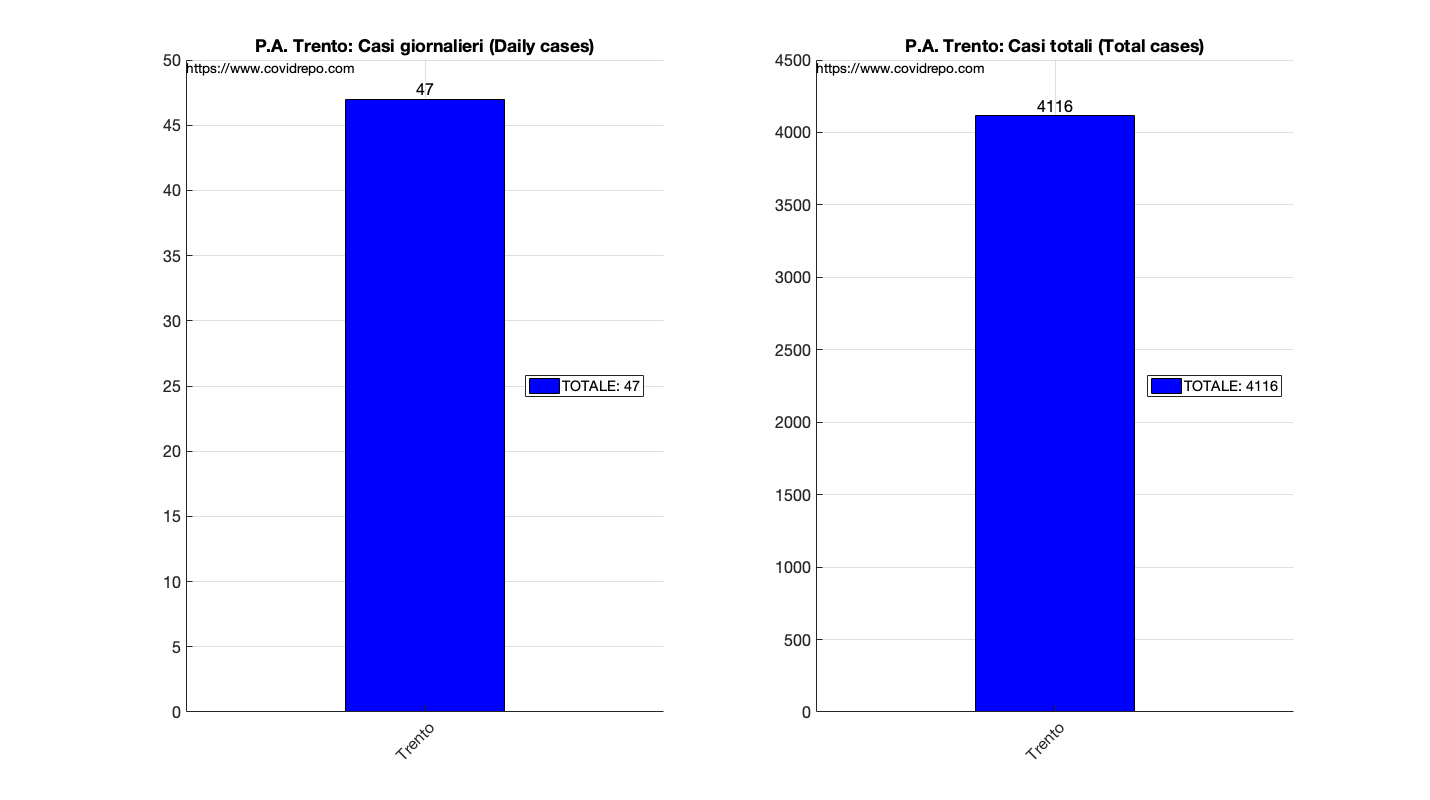 P.A. Trento: Casi giornalieri (Daily cases)
https://www.covidrepo.com
50
45
40
35
30
25
20
15
10
5
0
47
TOTALE: 47
Trento
P.A. Trento: Casi totali (Total cases)
https://www.covidrepo.com
4500
4000
3500
3000
2500
2000
1500
1000
500
0
4116
TOTALE: 4116
Trento